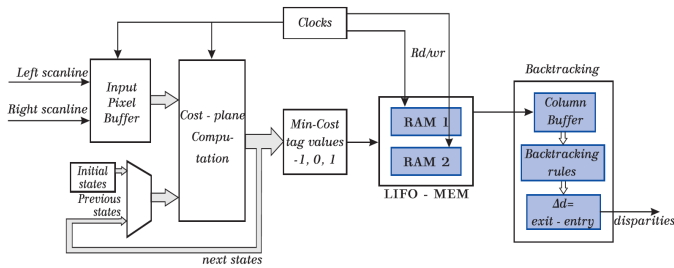 Clocks
Left scanline
Right scanline
Input
Pixel
Buffer
Cost - plane
Compu-
tation
Initial
states
Previous
states
next states
Min-Cost
tag values
-1, 0, 1
Rd/wr
RAM 1
RAM 2
LIFO - MEM
Backtracking
Column
Buffer
Backtracking
rules
Δd=
exit - entry
disparities